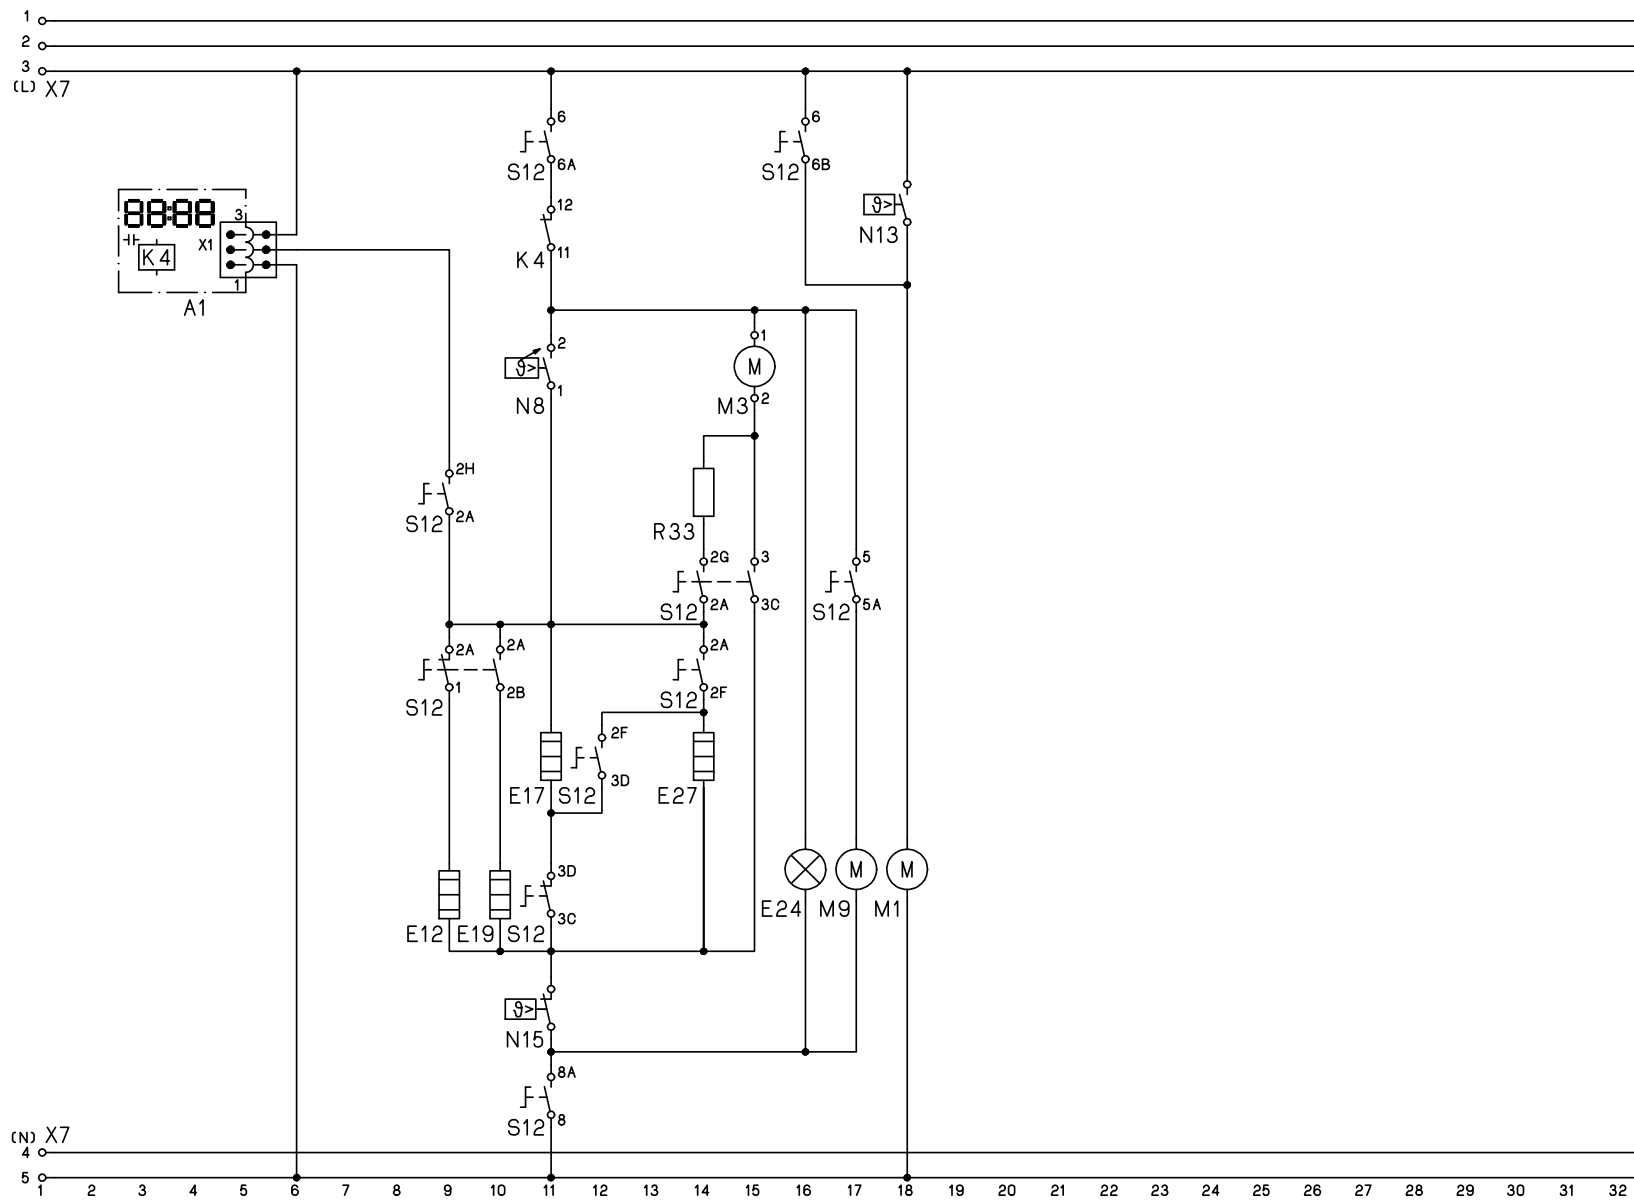 1
2
3
(L) X7
6
S12 6A
6
S12 6B
88:88
3
K4 X1
1
A1
12
K4 11
ϑ>
N13
2
ϑ>
1
N8
1
M
M3 2
2H
S12 2A
R33
2G 3
S12 2A 3C
5
S12 5A
2A 2A
1 2B
S12
2A
2F
S12
2F
3D
E17 S12 E27
3D
3C
E12 E19 S12
M M
E24 M9 M1
ϑ>
N15
8A
S12 8
(N) X7
4
5
1 2 3 4 5 6 7 8 9 10 11 12 13 14 15 16 17 18 19 20 21 22 23 24 25 26 27 28 29 30 31 32